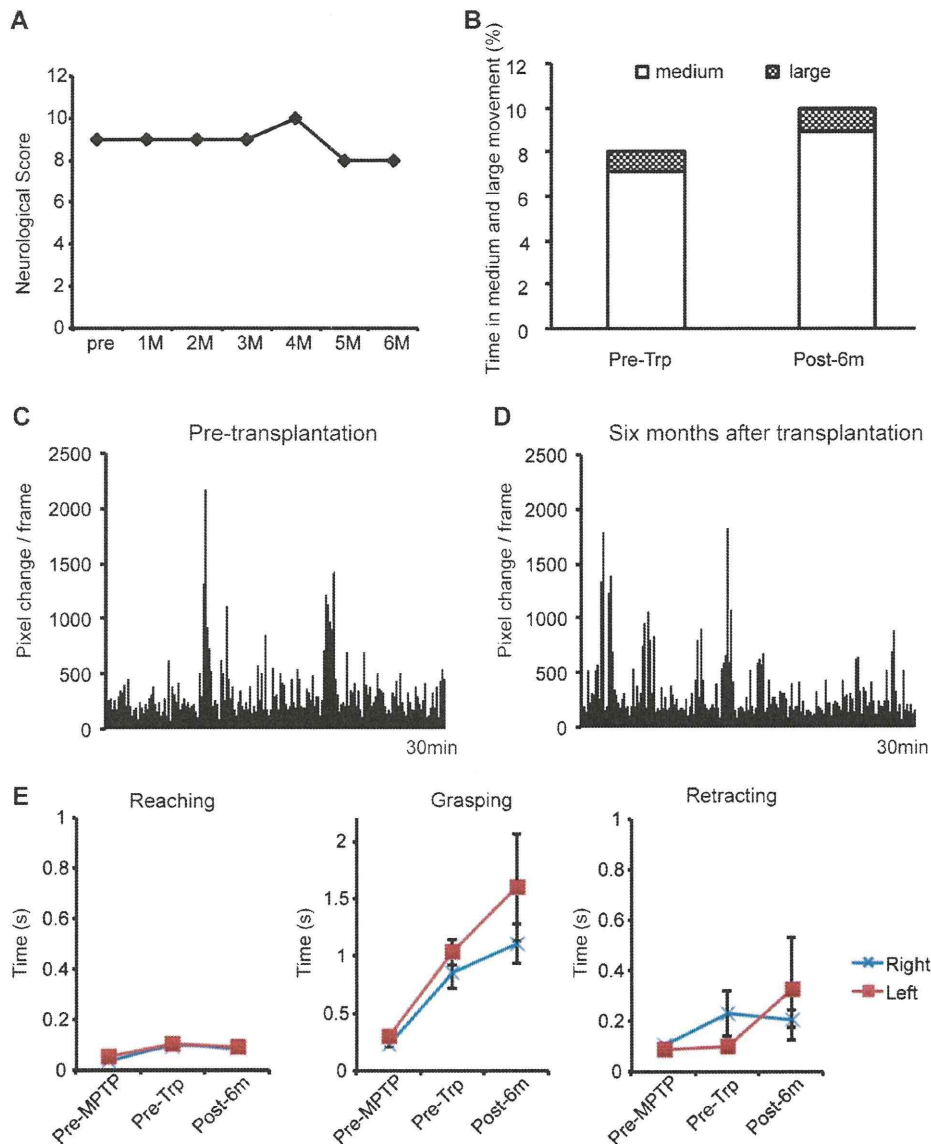 A
Neurological Score
12
10
8
6
4
2
0
pre 1M 2M 3M 4M 5M 6M
B
Time in medium and large movement (%)
medium large
12
10
8
6
4
2
0
Pre-Trp Post-6m
C
Pre-transplantation
Pixel change / frame
2500
2000
1500
1000
500
0
30min
D
Six months after transplantation
Pixel change / frame
2500
2000
1500
1000
500
0
30min
E
Reaching
Time (s)
1
0.8
0.6
0.4
0.2
0
Pre-MPTP Pre-Trp Post-6m
Grasping
Time (s)
2
1.5
1
0.5
0
Pre-MPTP Pre-Trp Post-6m
Retracting
Time (s)
1
0.8
0.6
0.4
0.2
0
Pre-MPTP Pre-Trp Post-6m
Right
Left